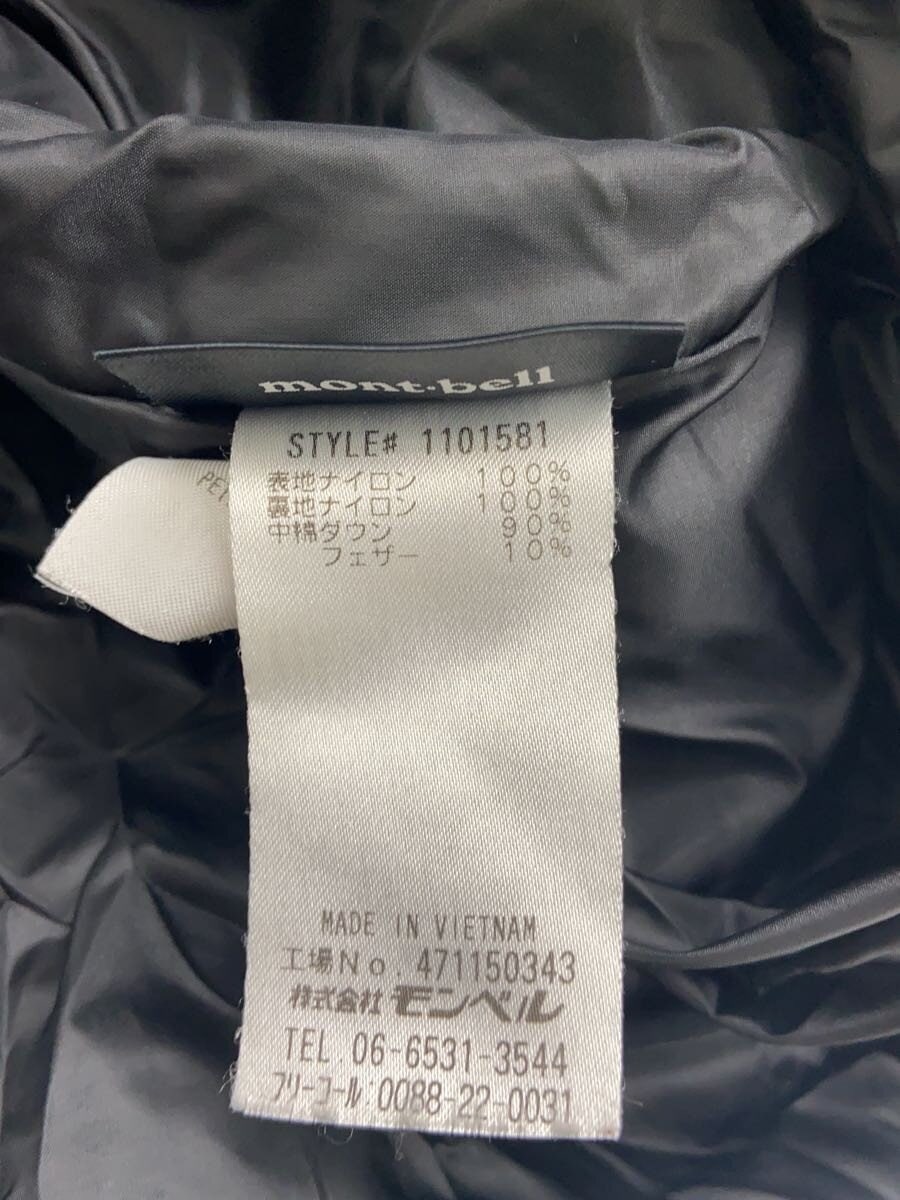 mont·bell
STYLE# 1101581
表地ナイロン 100%
裏地ナイロン 100%
中綿ダウン 90%
フェザー 10%
MADE IN VIETNAM
工場No. 471150343
株式会社 モンベル
TEL. 06-6531-3544
フリーコール:0088-22-0031